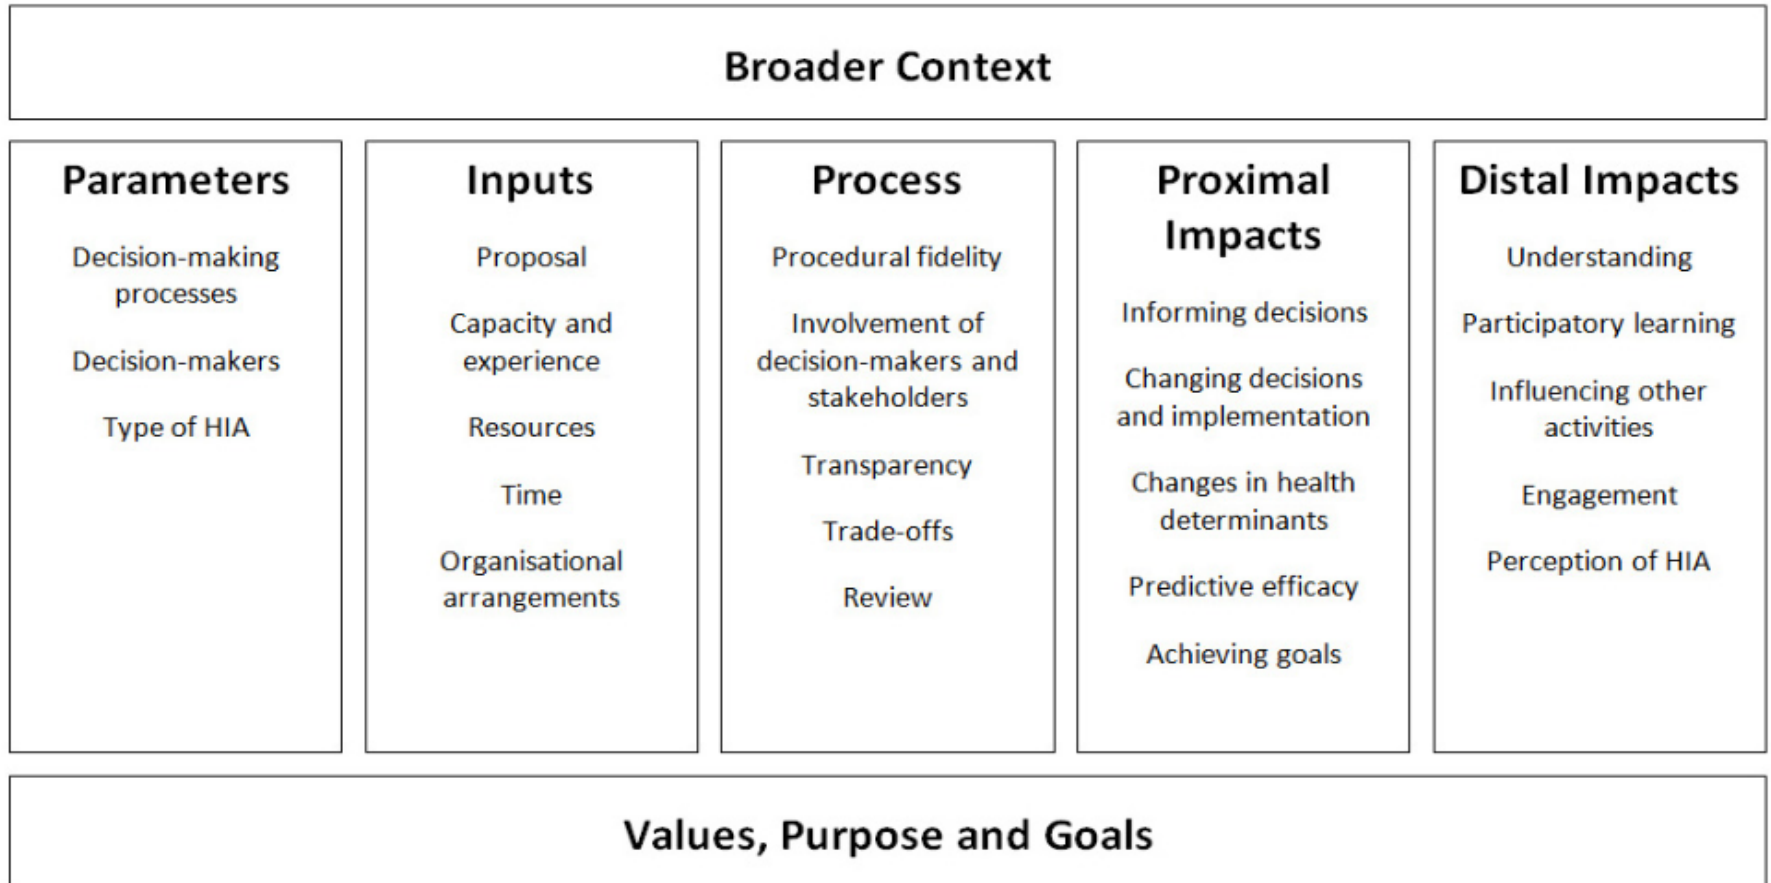 Broader Context
Parameters
Decision-making
processes
Decision-makers
Type of HIA
Inputs
Proposal
Capacity and
experience
Resources
Time
Organisational
arrangements
Process
Procedural fidelity
Involvement of
decision-makers and
stakeholders
Transparency
Trade-offs
Review
Proximal
Impacts
Informing decisions
Changing decisions
and implementation
Changes in health
determinants
Predictive efficacy
Achieving goals
Distal Impacts
Understanding
Participatory learning
Influencing other
activities
Engagement
Perception of HIA
Values, Purpose and Goals